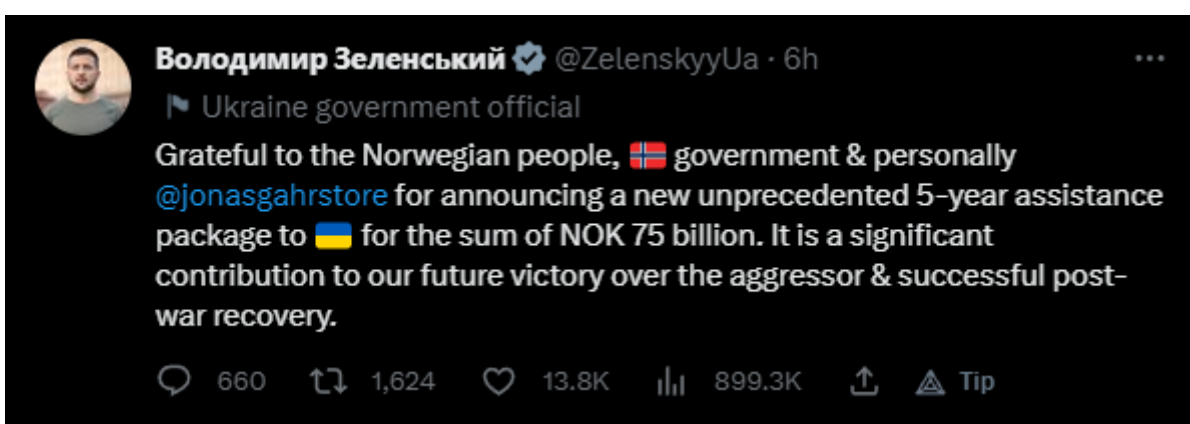 Володимир Зеленський @ZelenskyyUa · 6h
Ukraine government official
Grateful to the Norwegian people, 🇳🇴 government & personally
@jonasgahrstore for announcing a new unprecedented 5-year assistance
package to 🇺🇦 for the sum of NOK 75 billion. It is a significant
contribution to our future victory over the aggressor & successful post-
war recovery.
660 1,624 13.8K 899.3K Tip